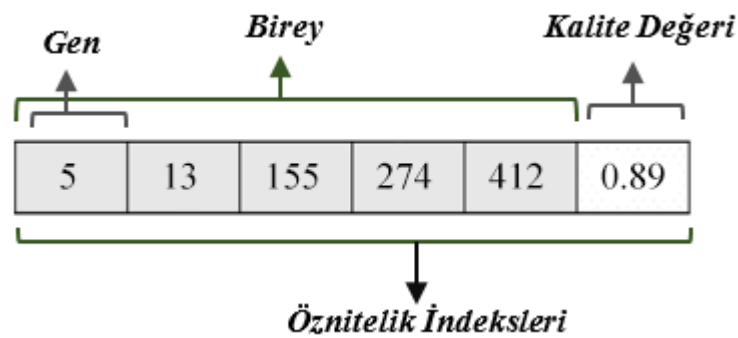 Gen
Birey
Kalite Değeri
5 13 155 274 412 0.89
Öznitelik İndeksleri